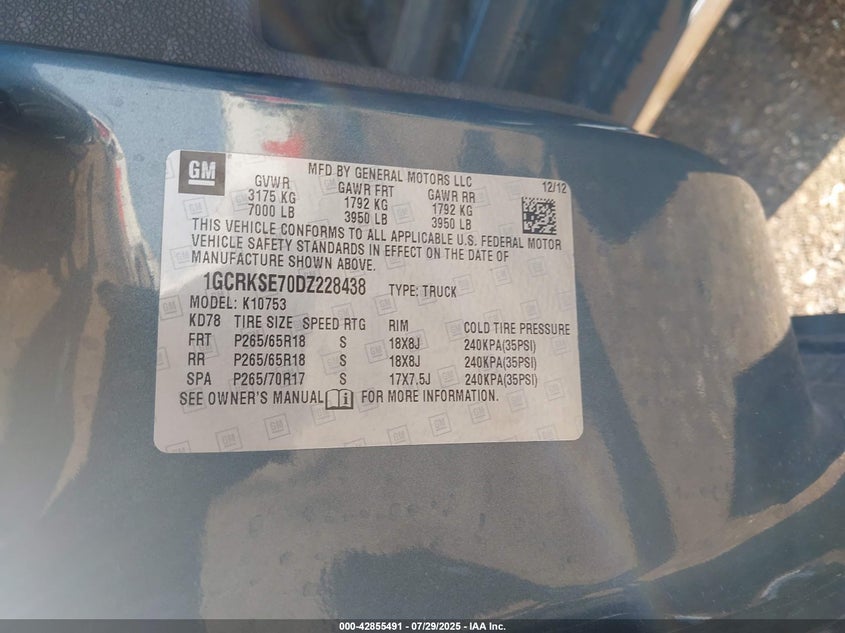 GM
MFD BY GENERAL MOTORS LLC
12/12
GVWR GAWR FRT GAWR RR
3175 KG 1792 KG 1792 KG
7000 LB 3950 LB 3950 LB
THIS VEHICLE CONFORMS TO ALL APPLICABLE U.S. FEDERAL MOTOR
VEHICLE SAFETY STANDARDS IN EFFECT ON THE DATE OF
MANUFACTURE SHOWN ABOVE.
1GCRKSE70DZ228438 TYPE: TRUCK
MODEL: K10753
KD78 TIRE SIZE SPEED RTG RIM COLD TIRE PRESSURE
FRT P265/65R18 S 18X8J 240KPA(35PSI)
RR P265/65R18 S 18X8J 240KPA(35PSI)
SPA P265/70R17 S 17X7.5J 240KPA(35PSI)
SEE OWNER'S MANUAL i FOR MORE INFORMATION.
000-42855491 - 07/29/2025 - IAA Inc.